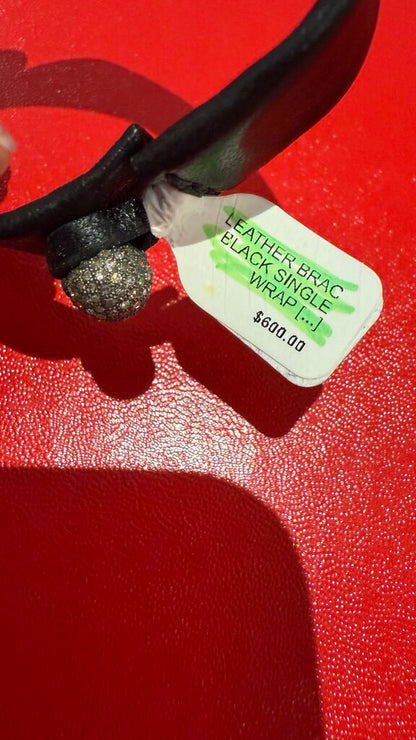 LEATHER BRAC
BLACK SINGLE
WRAP [...]
$600.00